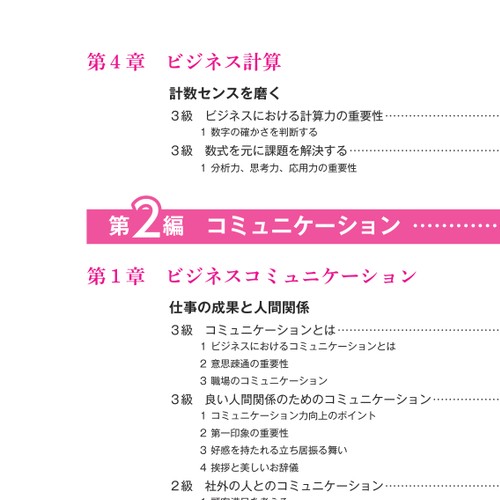 第4章 ビジネス計算
計数センスを磨く
3級 ビジネスにおける計算力の重要性
1 数字の確かさを判断する
3級 数式を元に課題を解決する
1 分析力、思考力、応用力の重要性
第2編 コミュニケーション
第1章 ビジネスコミュニケーション
仕事の成果と人間関係
3級 コミュニケーションとは
1 ビジネスにおけるコミュニケーションとは
2 意思疎通の重要性
3 職場のコミュニケーション
3級 良い人間関係のためのコミュニケーション
1 コミュニケーション力向上のポイント
2 第一印象の重要性
3 好感を持たれる立ち居振る舞い
4 挨拶と美しいお辞儀
2級 社外の人とのコミュニケーション